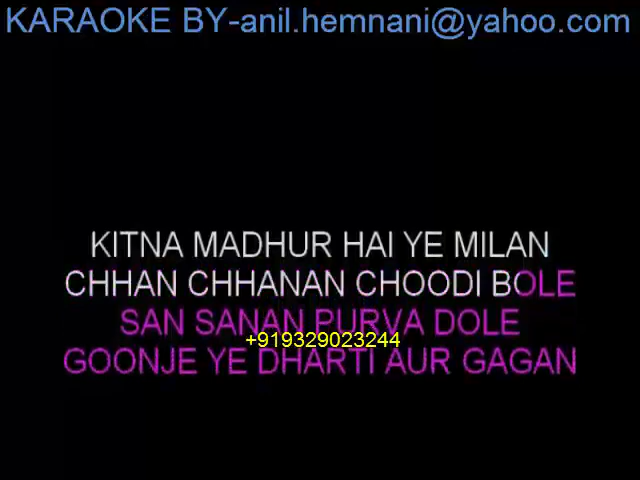 KARAOKE BY-anil.hemnani@yahoo.com
KITNA MADHUR HAI YE MILAN
CHHAN CHHANAN CHOODI BOLE
SAN SANAN PURVA DOLE
+919329023244
GOONJE YE DHARTI AUR GAGAN